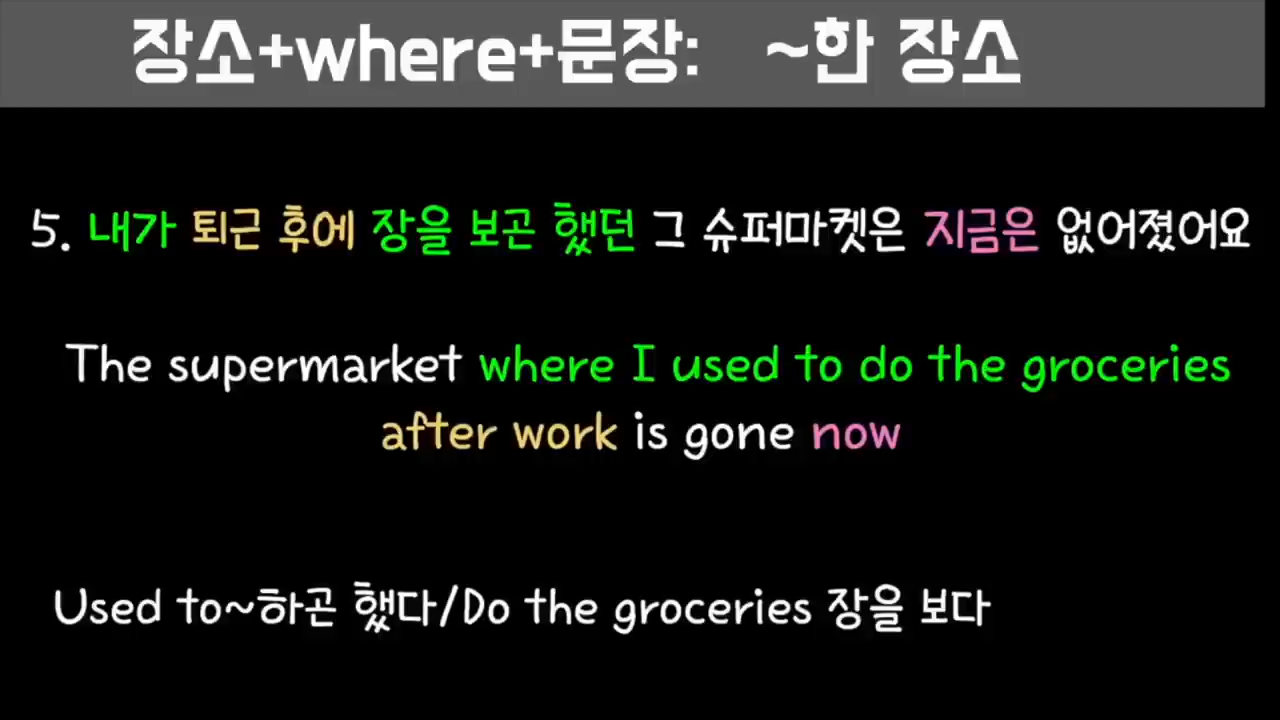 장소+where+문장: ~한 장소
5. 내가 퇴근 후에 장을 보곤 했던 그 슈퍼마켓은 지금은 없어졌어요
The supermarket where I used to do the groceries
after work is gone now
Used to~하곤 했다/Do the groceries 장을 보다